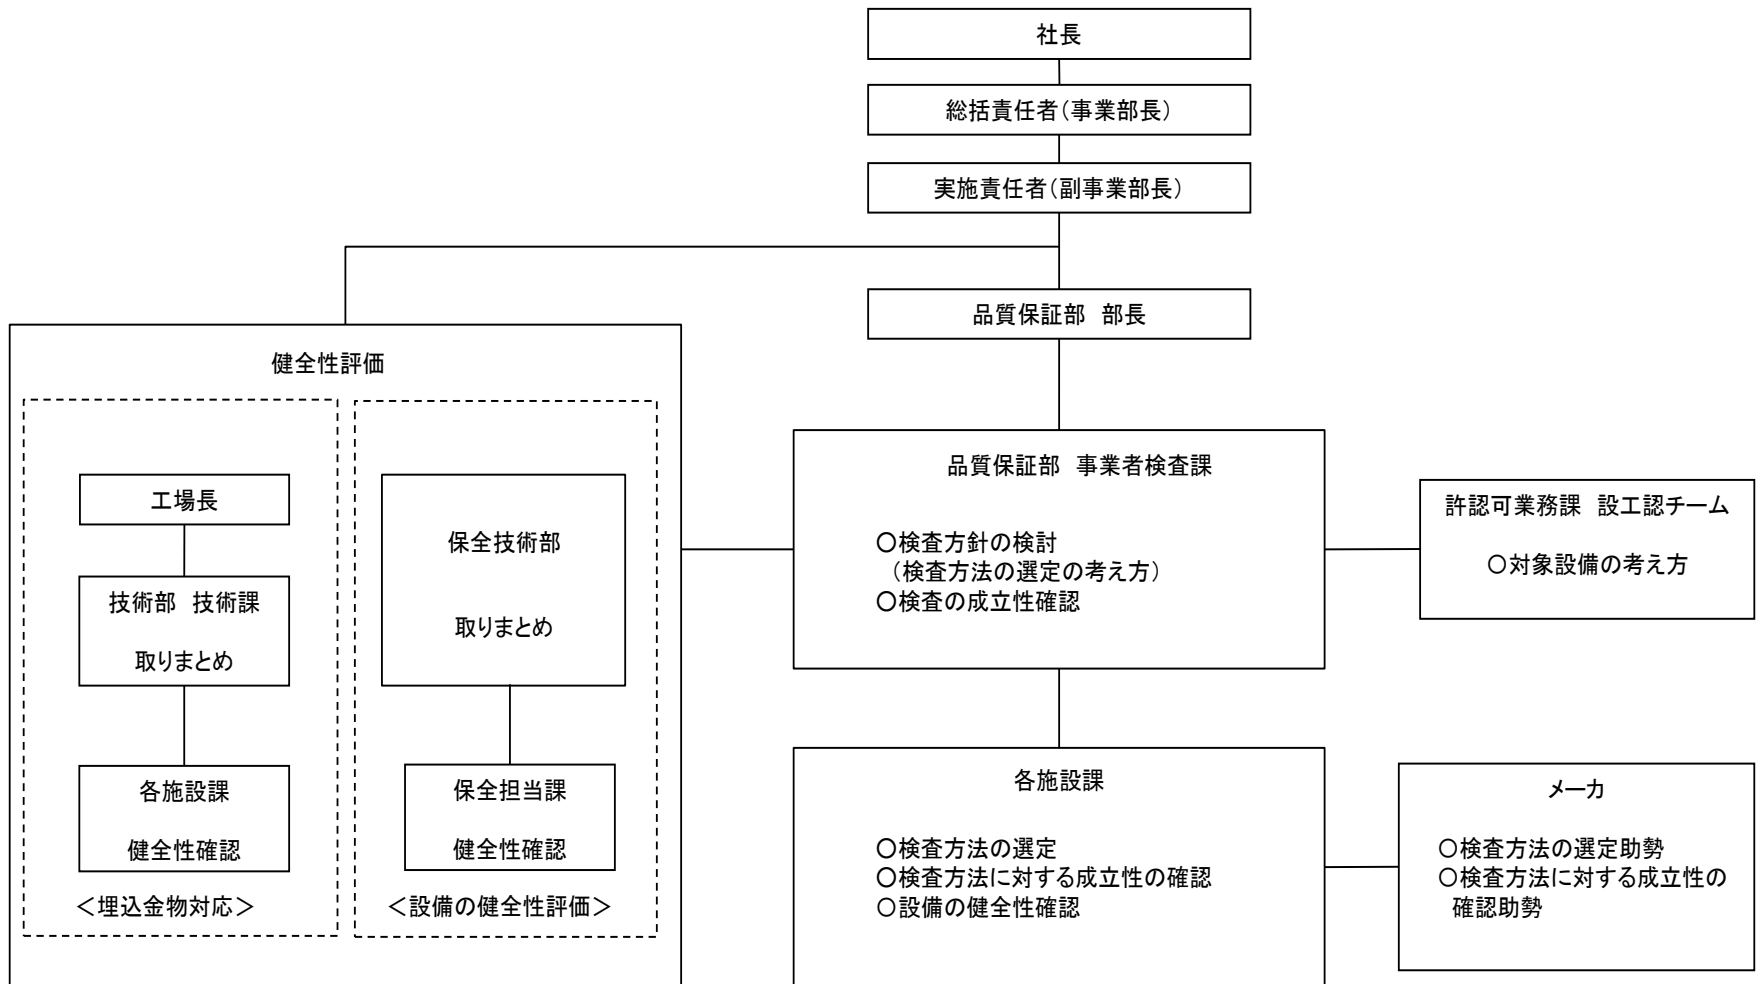 社長
総括責任者(事業部長)
実施責任者(副事業部長)
品質保証部 部長
健全性評価
工場長
技術部 技術課
取りまとめ
各施設課
健全性確認
<埋込金物対応>
保全技術部
取りまとめ
保全担当課
健全性確認
<設備の健全性評価>
品質保証部 事業者検査課
○検査方針の検討
(検査方法の選定の考え方)
○検査の成立性確認
許認可業務課 設工認チーム
○対象設備の考え方
各施設課
○検査方法の選定
○検査方法に対する成立性の確認
○設備の健全性確認
メーカ
○検査方法の選定助勢
○検査方法に対する成立性の
確認助勢